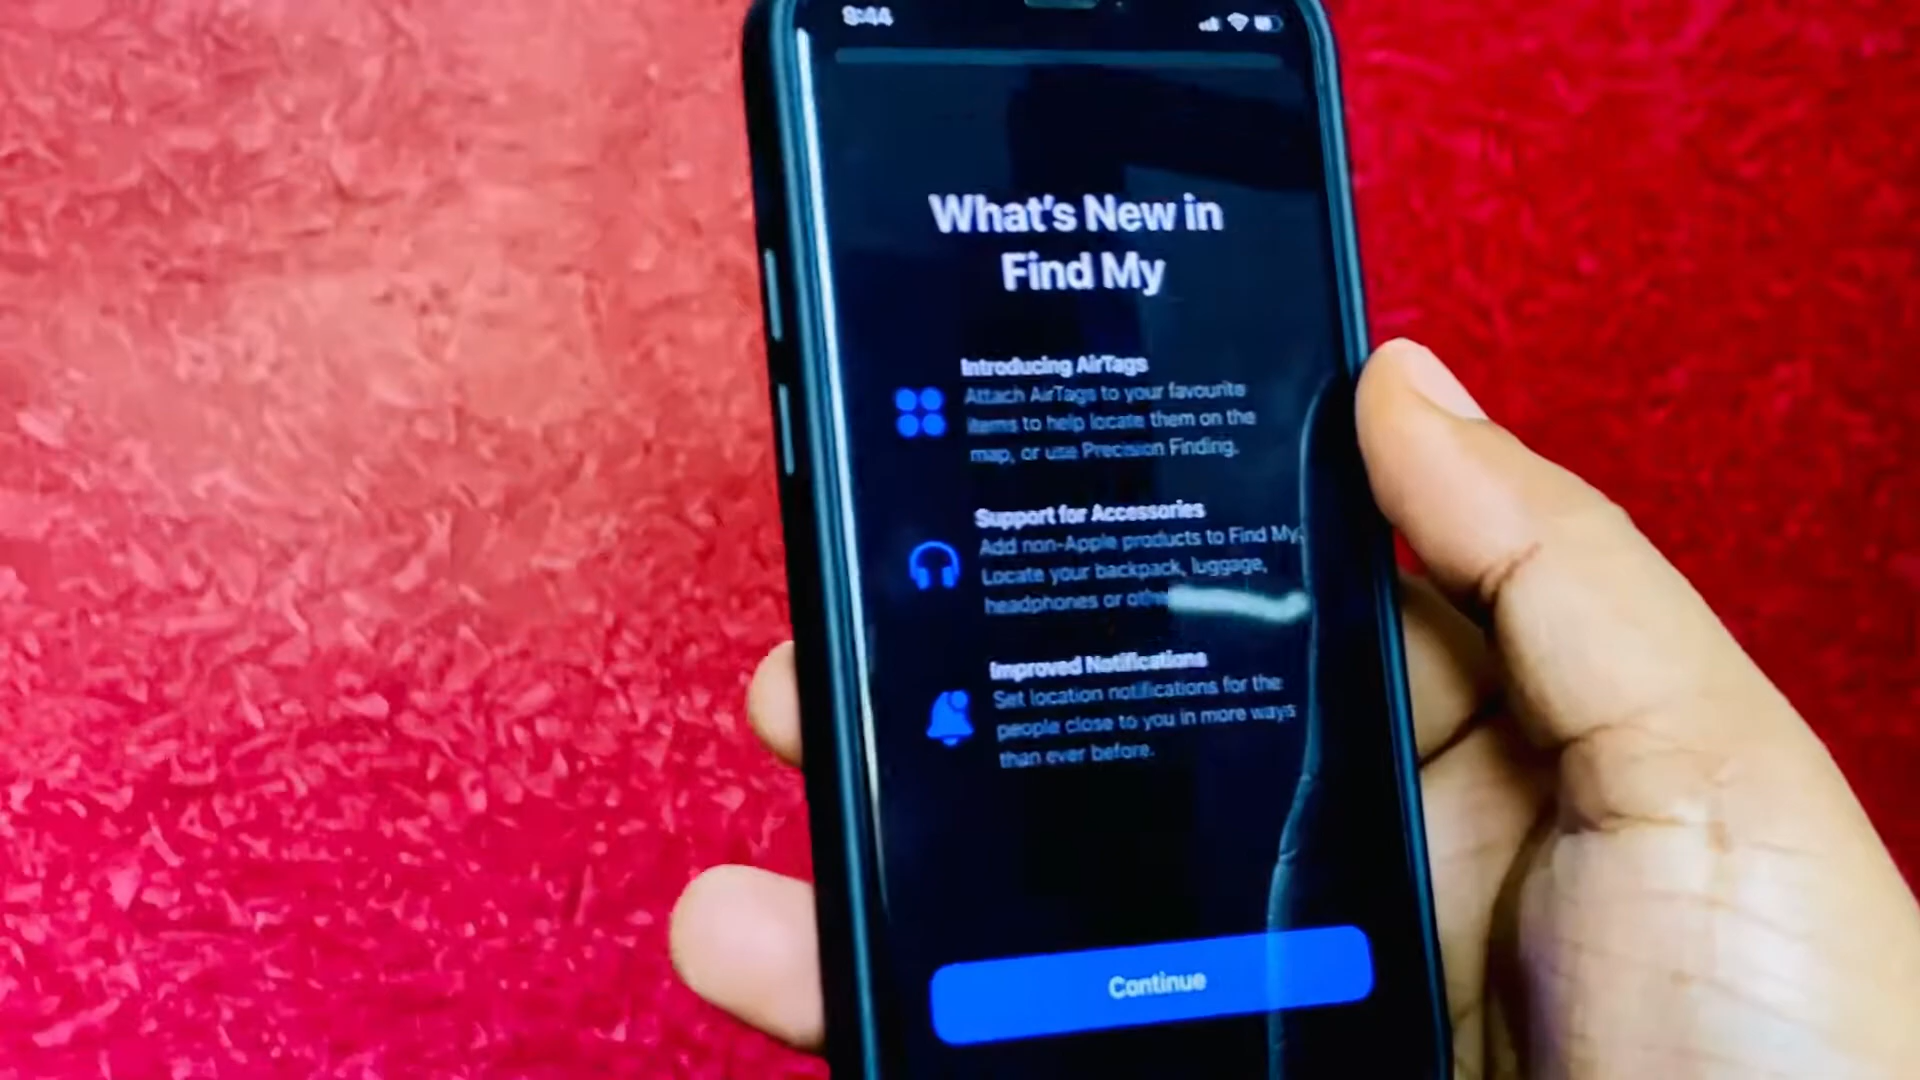 9:44
What's New in
Find My
Introducing AirTags
Attach AirTags to your favourite
items to help locate them on the
map, or use Precision Finding.
Support for Accessories
Add non-Apple products to Find My.
Locate your backpack, luggage,
headphones or
Improved Notifications
Set location notifications for the
people close to you in more ways
than ever before.
Continue